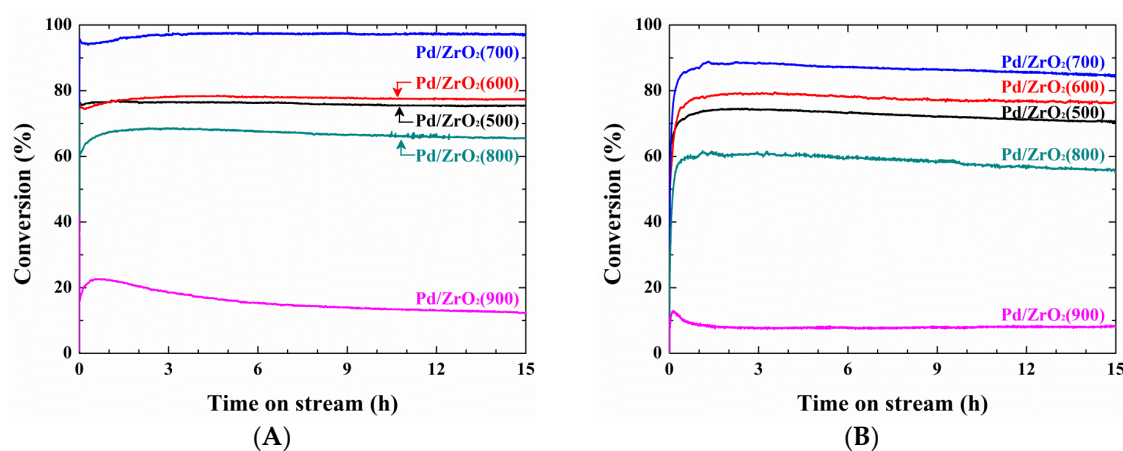 100
80
60
40
20
0
Conversion (%)
Pd/ZrO₂(700)
Pd/ZrO₂(600)
Pd/ZrO₂(500)
Pd/ZrO₂(800)
Pd/ZrO₂(900)
0 3 6 9 12 15
Time on stream (h)
(A)
100
80
60
40
20
0
Conversion (%)
Pd/ZrO₂(700)
Pd/ZrO₂(600)
Pd/ZrO₂(500)
Pd/ZrO₂(800)
Pd/ZrO₂(900)
0 3 6 9 12 15
Time on stream (h)
(B)